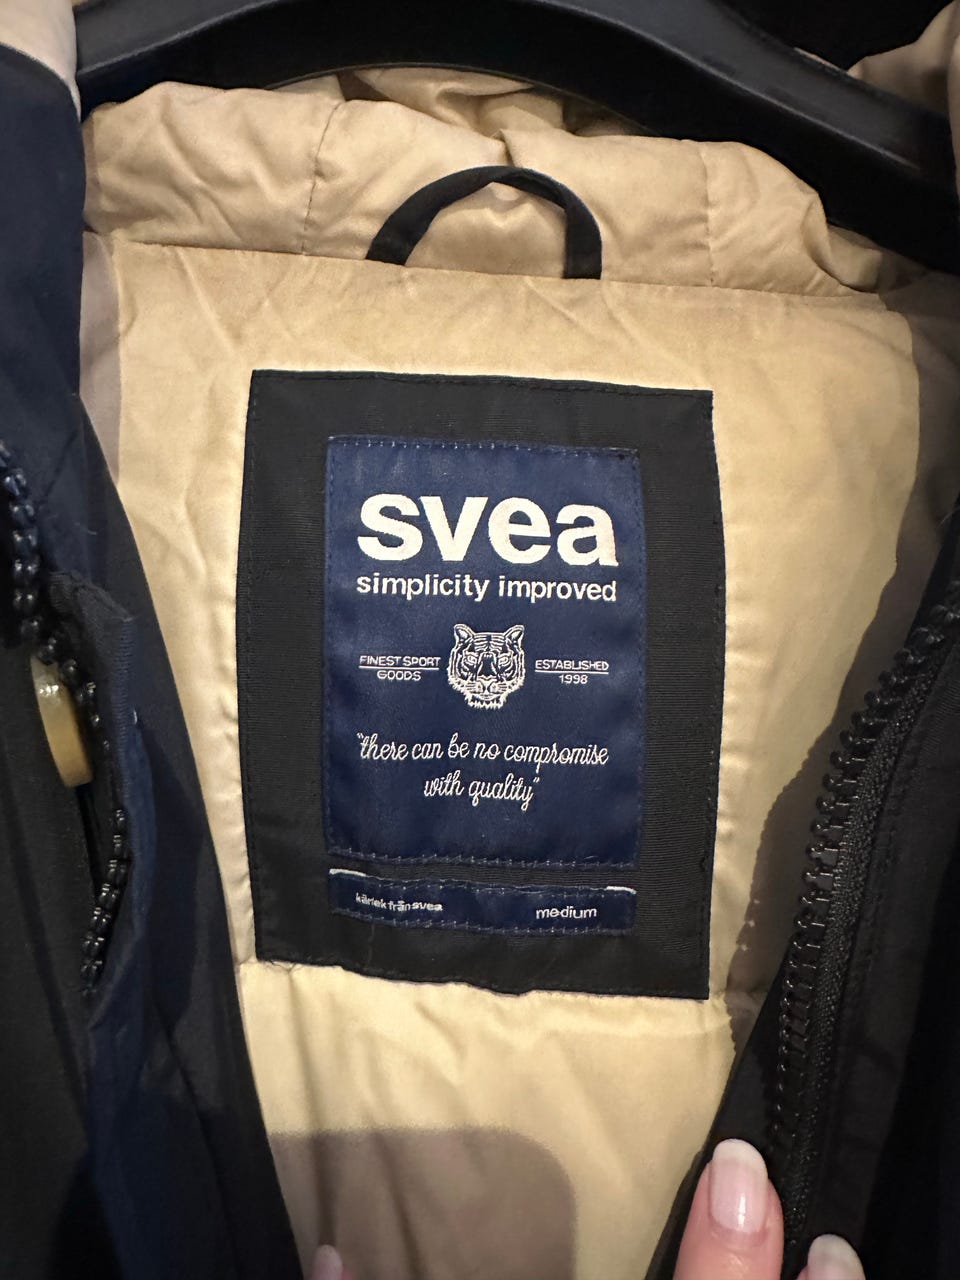 svea
simplicity improved
FINEST SPORT
GOODS
ESTABLISHED
1998
"there can be no compromise
with quality"
kärlek från svea
medium